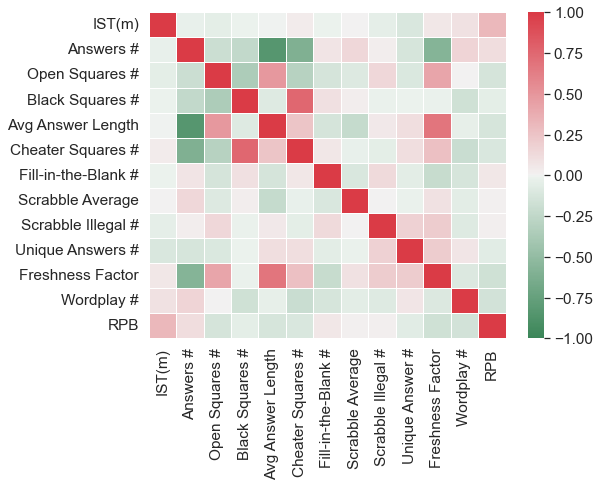 IST(m)
Answers #
Open Squares #
Black Squares #
Avg Answer Length
Cheater Squares #
Fill-in-the-Blank #
Scrabble Average
Scrabble Illegal #
Unique Answers #
Freshness Factor
Wordplay #
RPB
IST(m)
Answers #
Open Squares #
Black Squares #
Avg Answer Length
Cheater Squares #
Fill-in-the-Blank #
Scrabble Average
Scrabble Illegal #
Unique Answer #
Freshness Factor
Wordplay #
RPB
1.00
0.75
0.50
0.25
0.00
−0.25
−0.50
−0.75
−1.00